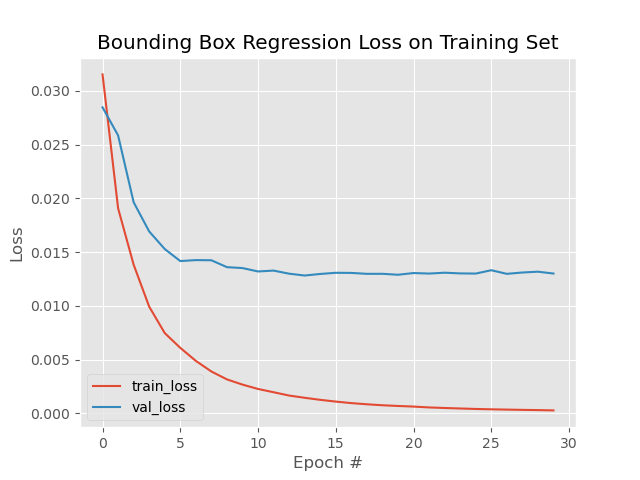 Bounding Box Regression Loss on Training Set
0.030
0.025
0.020
0.015
0.010
0.005
0.000
Loss
train_loss
val_loss
0 5 10 15 20 25 30
Epoch #